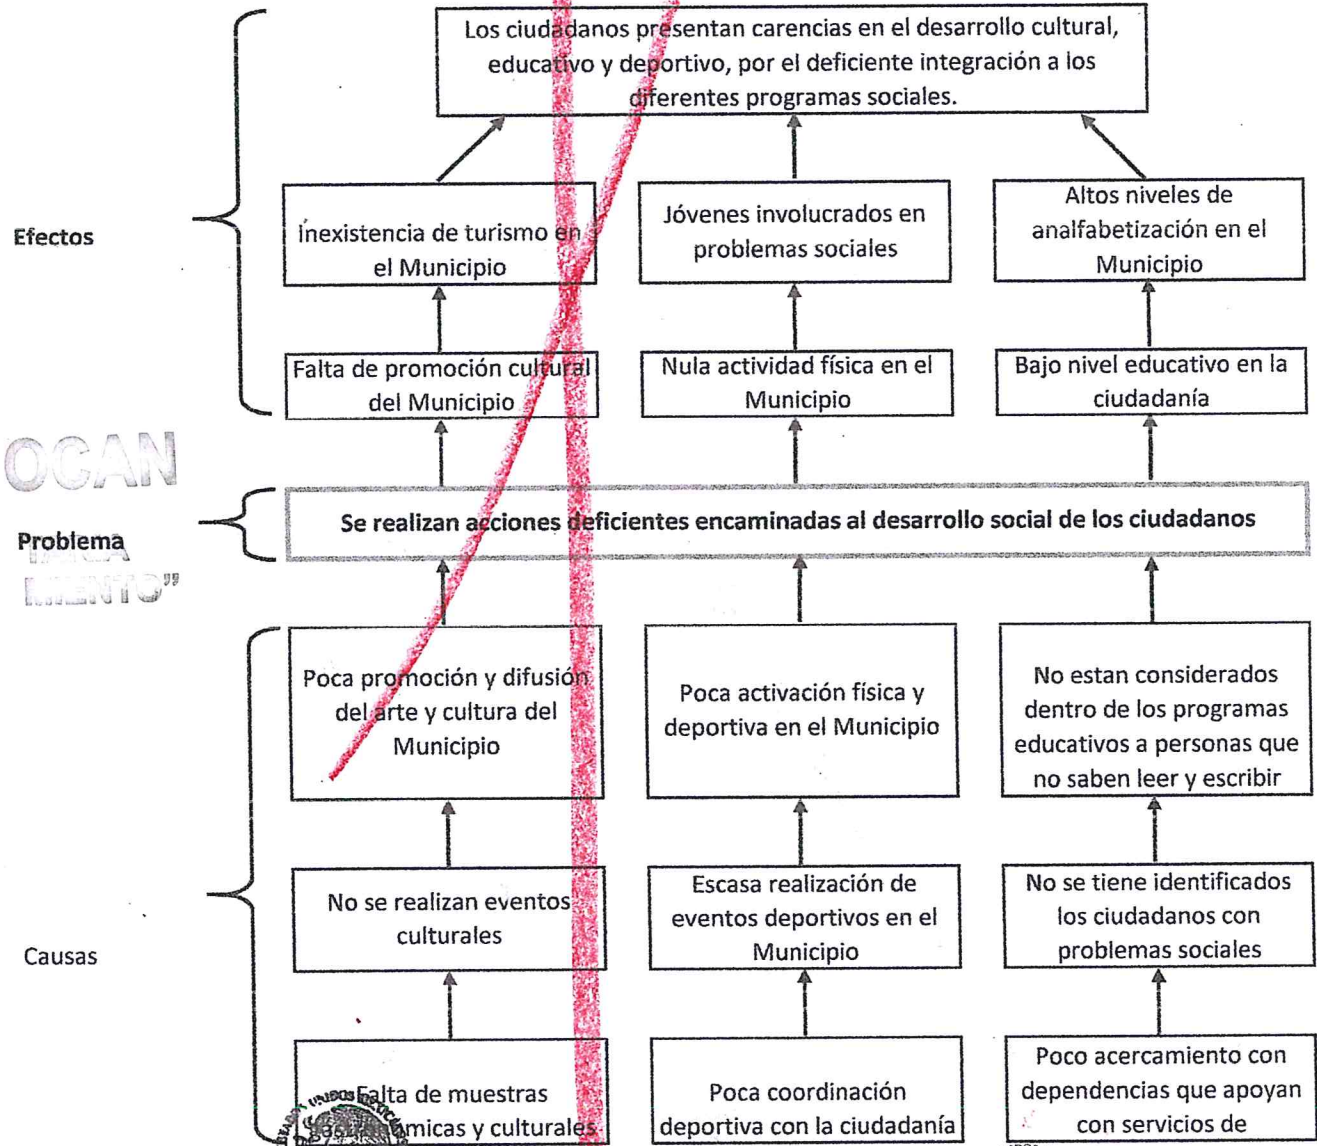 Los ciudadanos presentan carencias en el desarrollo cultural,
educativo y deportivo, por el deficiente integración a los
diferentes programas sociales.
Efectos
Inexistencia de turismo en
el Municipio
Jóvenes involucrados en
problemas sociales
Altos niveles de
analfabetización en el
Municipio
Falta de promoción cultural
del Municipio
Nula actividad física en el
Municipio
Bajo nivel educativo en la
ciudadanía
OCAN
Problema
MIENTO"
Se realizan acciones deficientes encaminadas al desarrollo social de los ciudadanos
Poca promoción y difusión
del arte y cultura del
Municipio
Poca activación física y
deportiva en el Municipio
No estan considerados
dentro de los programas
educativos a personas que
no saben leer y escribir
Causas
No se realizan eventos
culturales
Escasa realización de
eventos deportivos en el
Municipio
No se tiene identificados
los ciudadanos con
problemas sociales
Falta de muestras
y culturales
Poca coordinación
deportiva con la ciudadanía
Poco acercamiento con
dependencias que apoyan
con servicios de